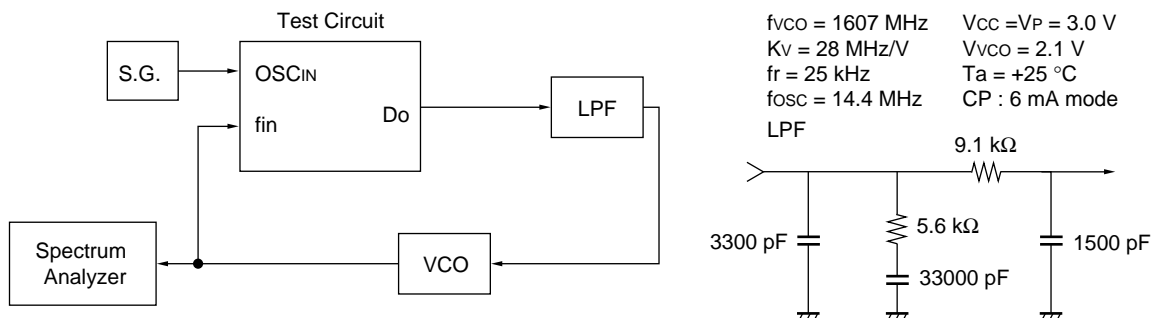 Test Circuit
S.G.
OSCIN
fin
Do
LPF
VCO
Spectrum
Analyzer
fVCO = 1607 MHz
KV = 28 MHz/V
fr = 25 kHz
fOSC = 14.4 MHz
LPF
VCC =VP = 3.0 V
VVCO = 2.1 V
Ta = +25 °C
CP : 6 mA mode
9.1 kΩ
5.6 kΩ
3300 pF
33000 pF
1500 pF